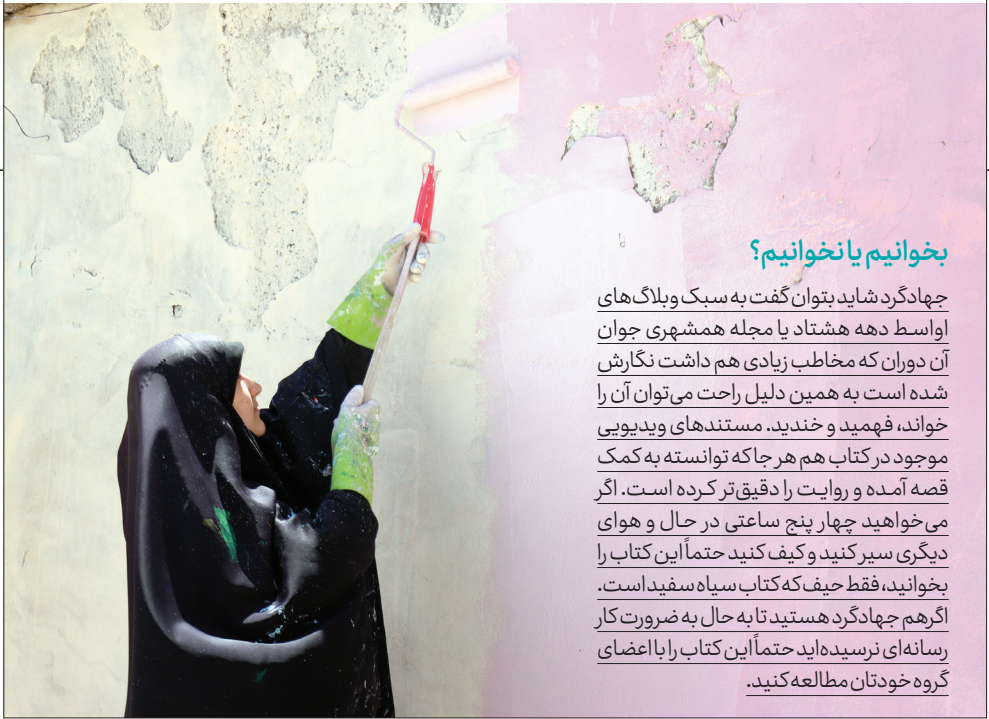 بخوانیم یا نخوانیم؟
جهادگرد شاید بتوان گفت به سبک وبلاگ‌های
اواسط دهه هشتاد یا مجله همشهری جوان
آن دوران که مخاطب زیادی هم داشت نگارش
شده است به همین دلیل راحت می‌توان آن را
خواند، فهمید و خندید. مستندهای ویدیویی
موجود در کتاب هم هر جا که توانسته به کمک
قصه آمده و روایت را دقیق‌تر کرده است. اگر
می‌خواهید چهار پنج ساعتی در حال و هوای
دیگری سیر کنید و کیف کنید حتماً این کتاب را
بخوانید، فقط حیف که کتاب سیاه سفید است.
اگر هم جهادگرد هستید تا به حال به ضرورت کار
رسانه‌ای نرسیده‌اید حتماً این کتاب را با اعضای
گروه خودتان مطالعه کنید.